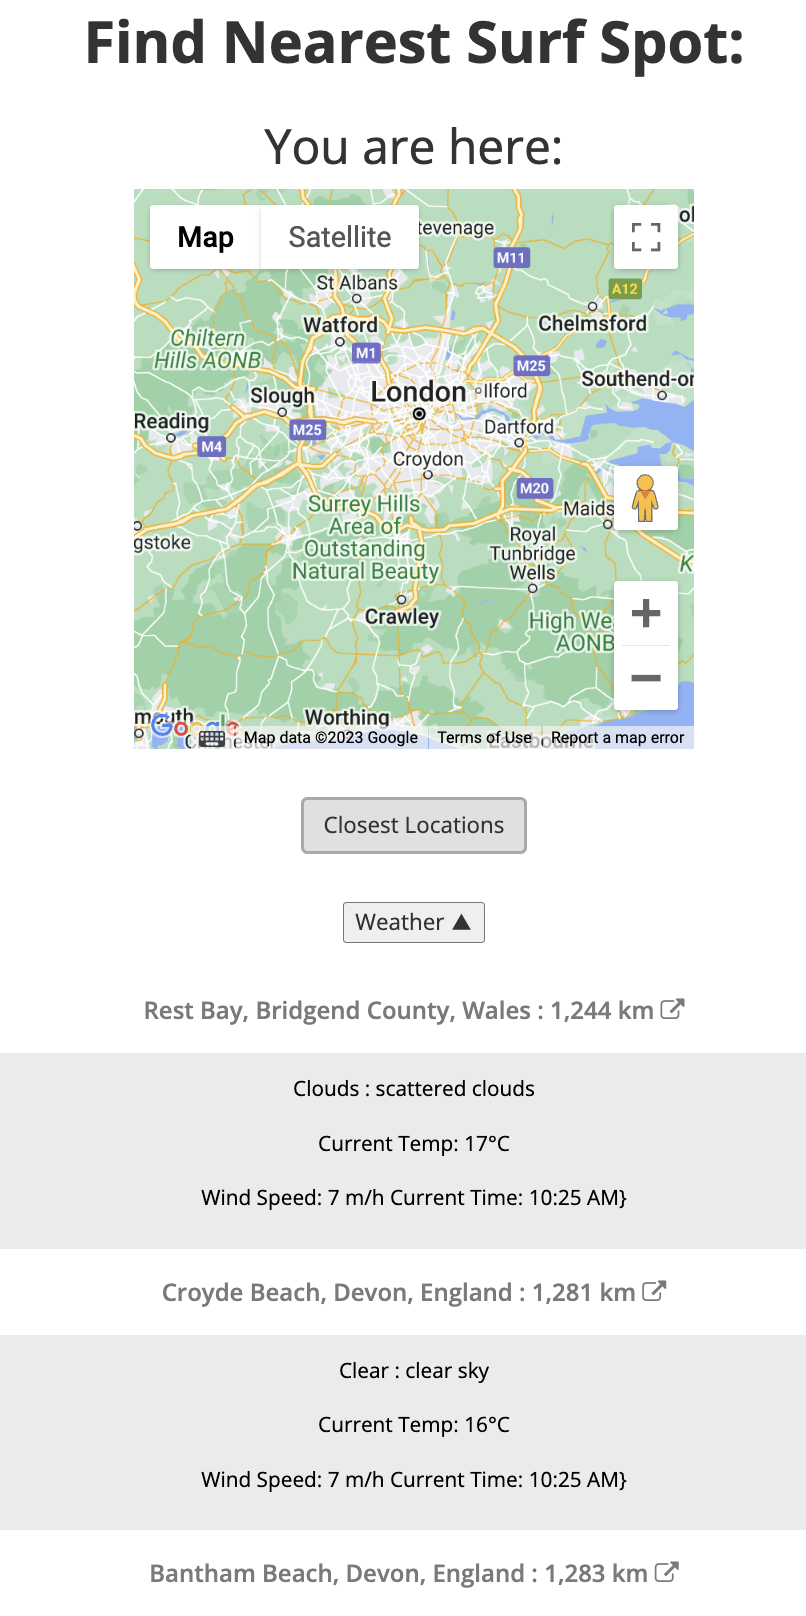 Find Nearest Surf Spot:
You are here:
Map Satellite
tevenage
M11
St Albans
A12
Watford
Chelmsford
Chiltern
Hills AONB
M1
M25
Southend-on
London
Ilford
Slough
Reading
M25
Dartford
M4
Croydon
M20
Surrey Hills
Area of
Outstanding
Natural Beauty
Maids
gstoke
Royal
Tunbridge
Wells
K
Crawley
High We
AONB
Worthing
Google
Map data ©2023 Google Terms of Use Report a map error
Closest Locations
Weather ▲
Rest Bay, Bridgend County, Wales : 1,244 km
Clouds : scattered clouds
Current Temp: 17°C
Wind Speed: 7 m/h Current Time: 10:25 AM}
Croyde Beach, Devon, England : 1,281 km
Clear : clear sky
Current Temp: 16°C
Wind Speed: 7 m/h Current Time: 10:25 AM}
Bantham Beach, Devon, England : 1,283 km